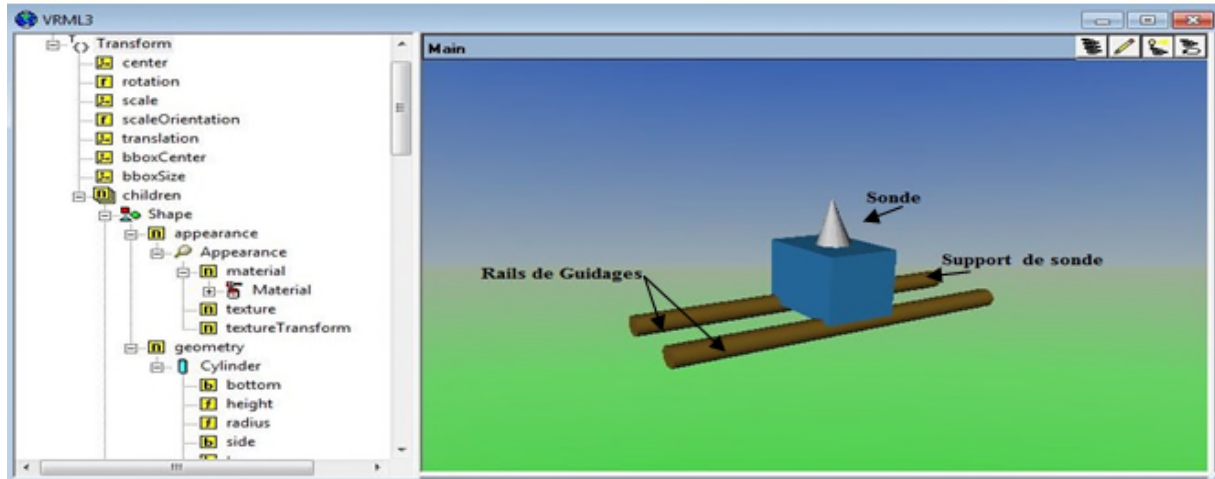 VRML3
Transform
center
rotation
scale
scaleOrientation
translation
bboxCenter
bboxSize
children
Shape
appearance
Appearance
material
Material
texture
textureTransform
geometry
Cylinder
bottom
height
radius
side
Main
Sonde
Support de sonde
Rails de Guidages